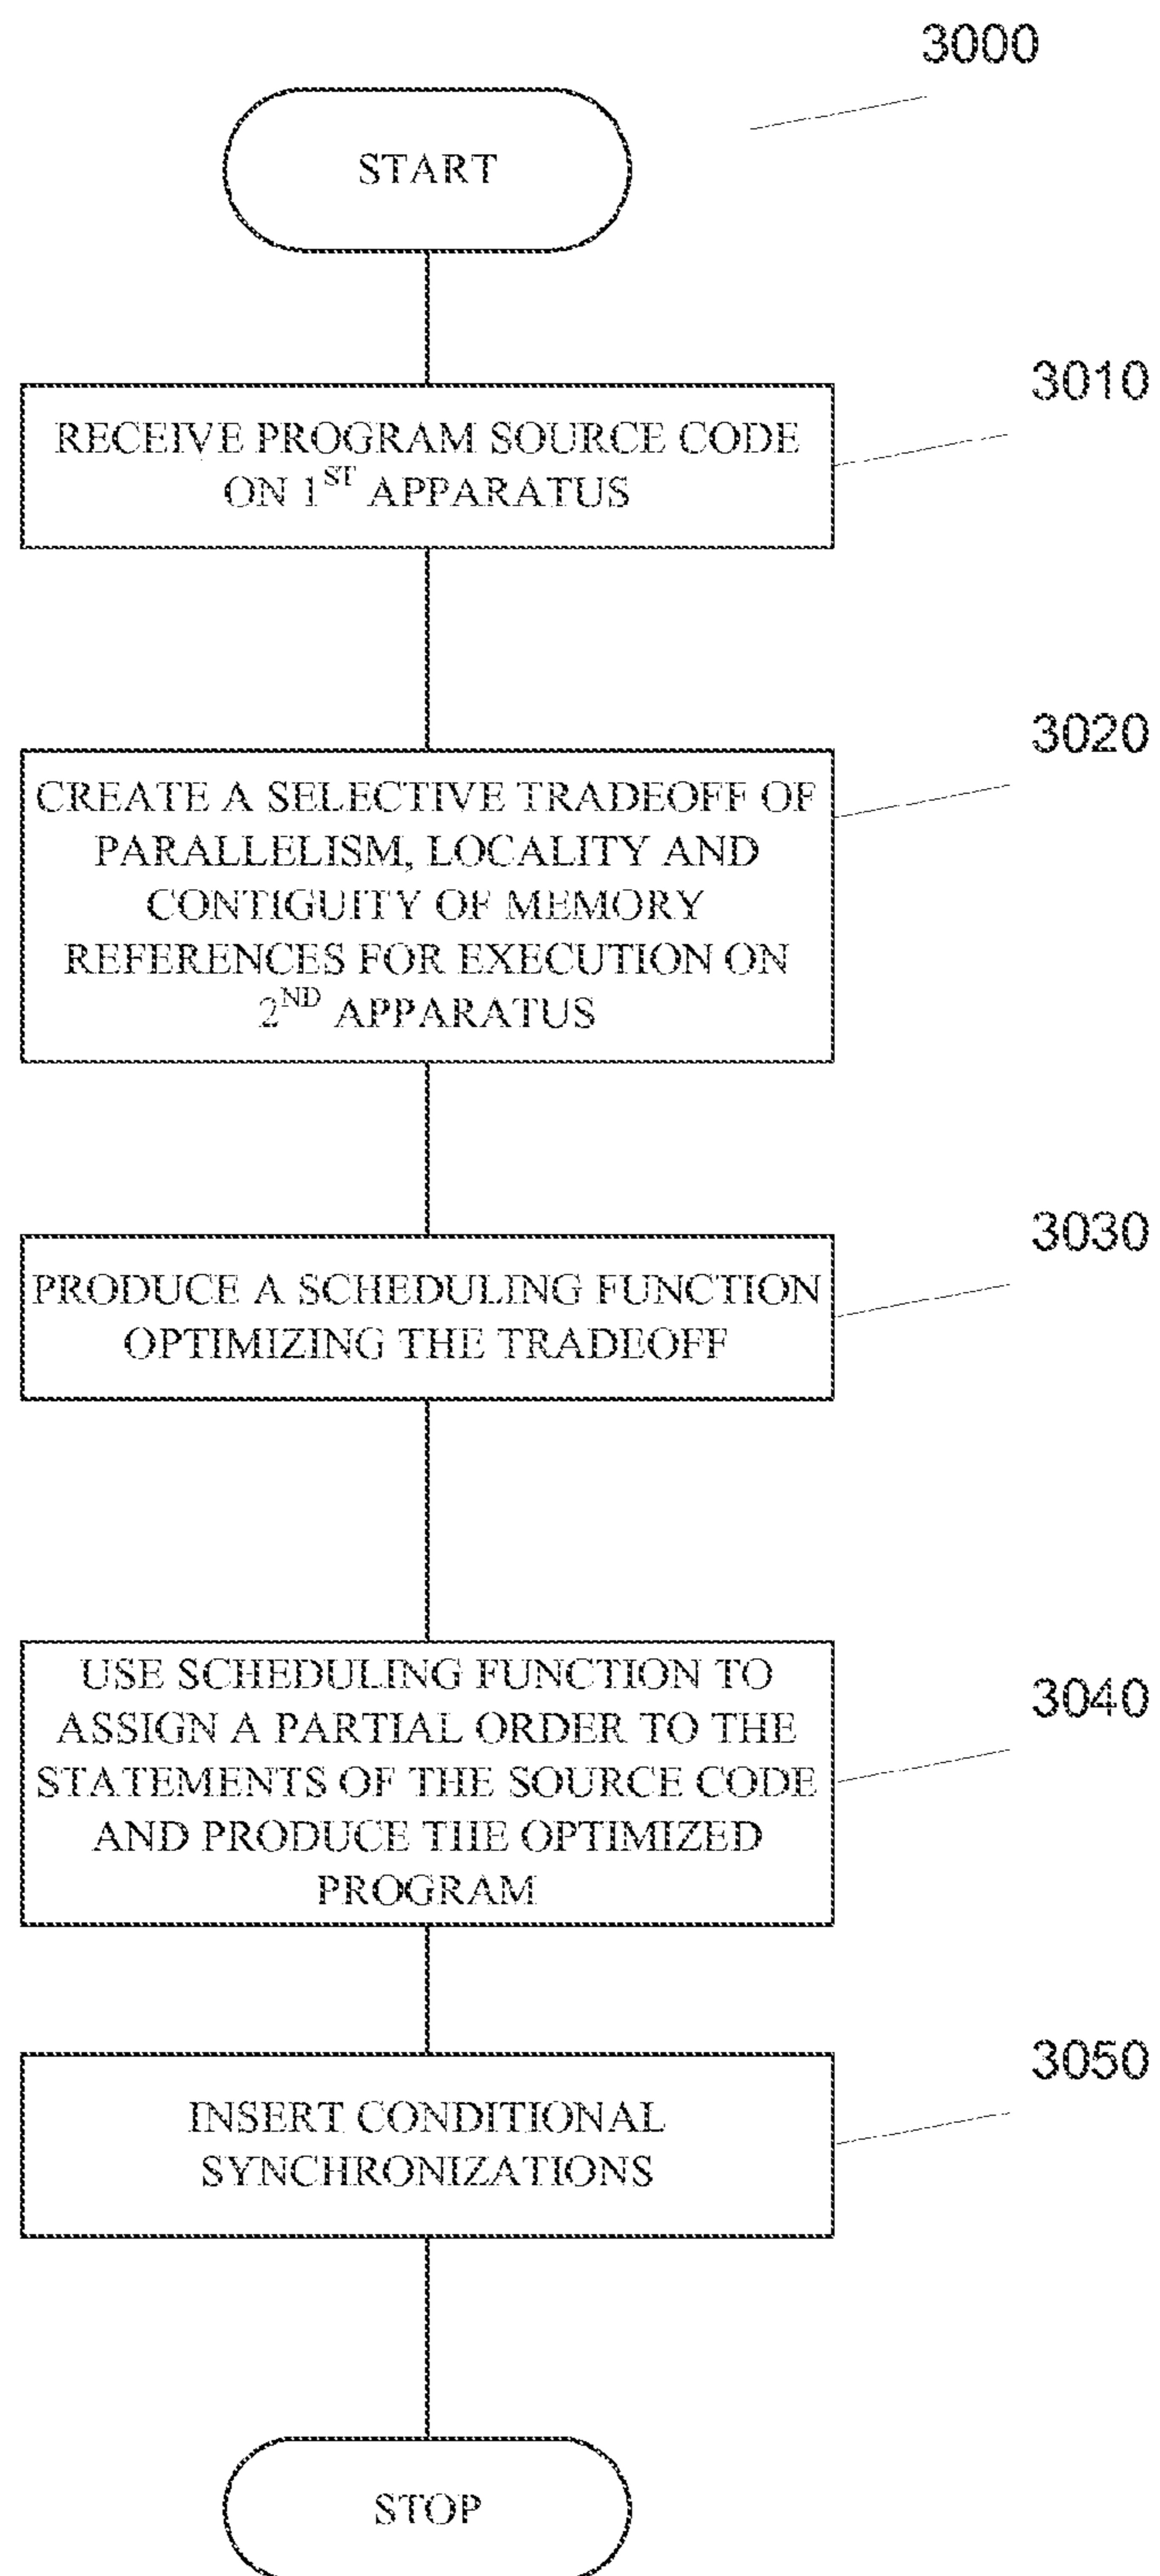 3000
START
3010
RECEIVE PROGRAM SOURCE CODE
ON 1ST APPARATUS
3020
CREATE A SELECTIVE TRADEOFF OF
PARALLELISM, LOCALITY AND
CONTIGUITY OF MEMORY
REFERENCES FOR EXECUTION ON
2ND APPARATUS
3030
PRODUCE A SCHEDULING FUNCTION
OPTIMIZING THE TRADEOFF
3040
USE SCHEDULING FUNCTION TO
ASSIGN A PARTIAL ORDER TO THE
STATEMENTS OF THE SOURCE CODE
AND PRODUCE THE OPTIMIZED
PROGRAM
3050
INSERT CONDITIONAL
SYNCHRONIZATIONS
STOP